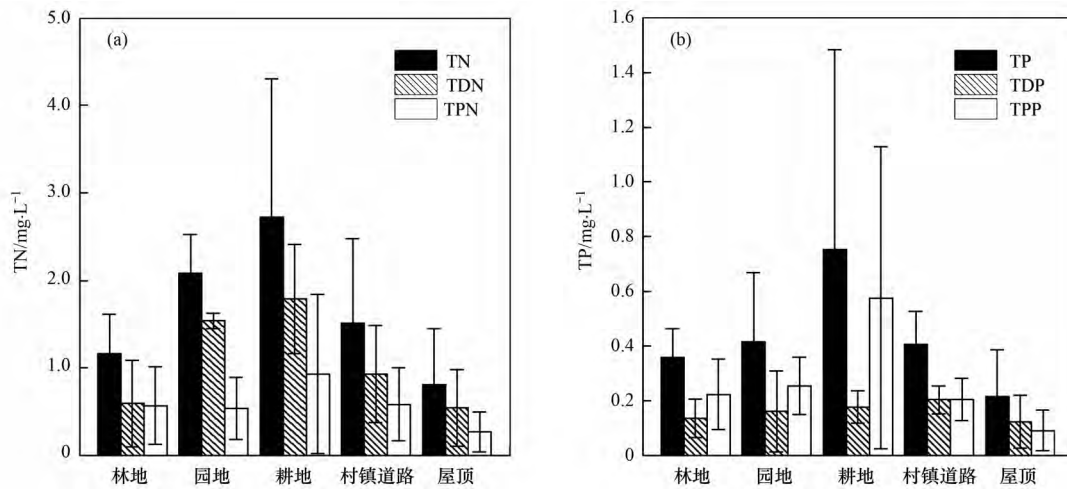 (a)
TN
TDN
TPN
TN/mg·L⁻¹
5.0
4.0
3.0
2.0
1.0
0
林地 园地 耕地 村镇道路 屋顶
(b)
TP
TDP
TPP
TP/mg·L⁻¹
1.6
1.4
1.2
1.0
0.8
0.6
0.4
0.2
0
林地 园地 耕地 村镇道路 屋顶